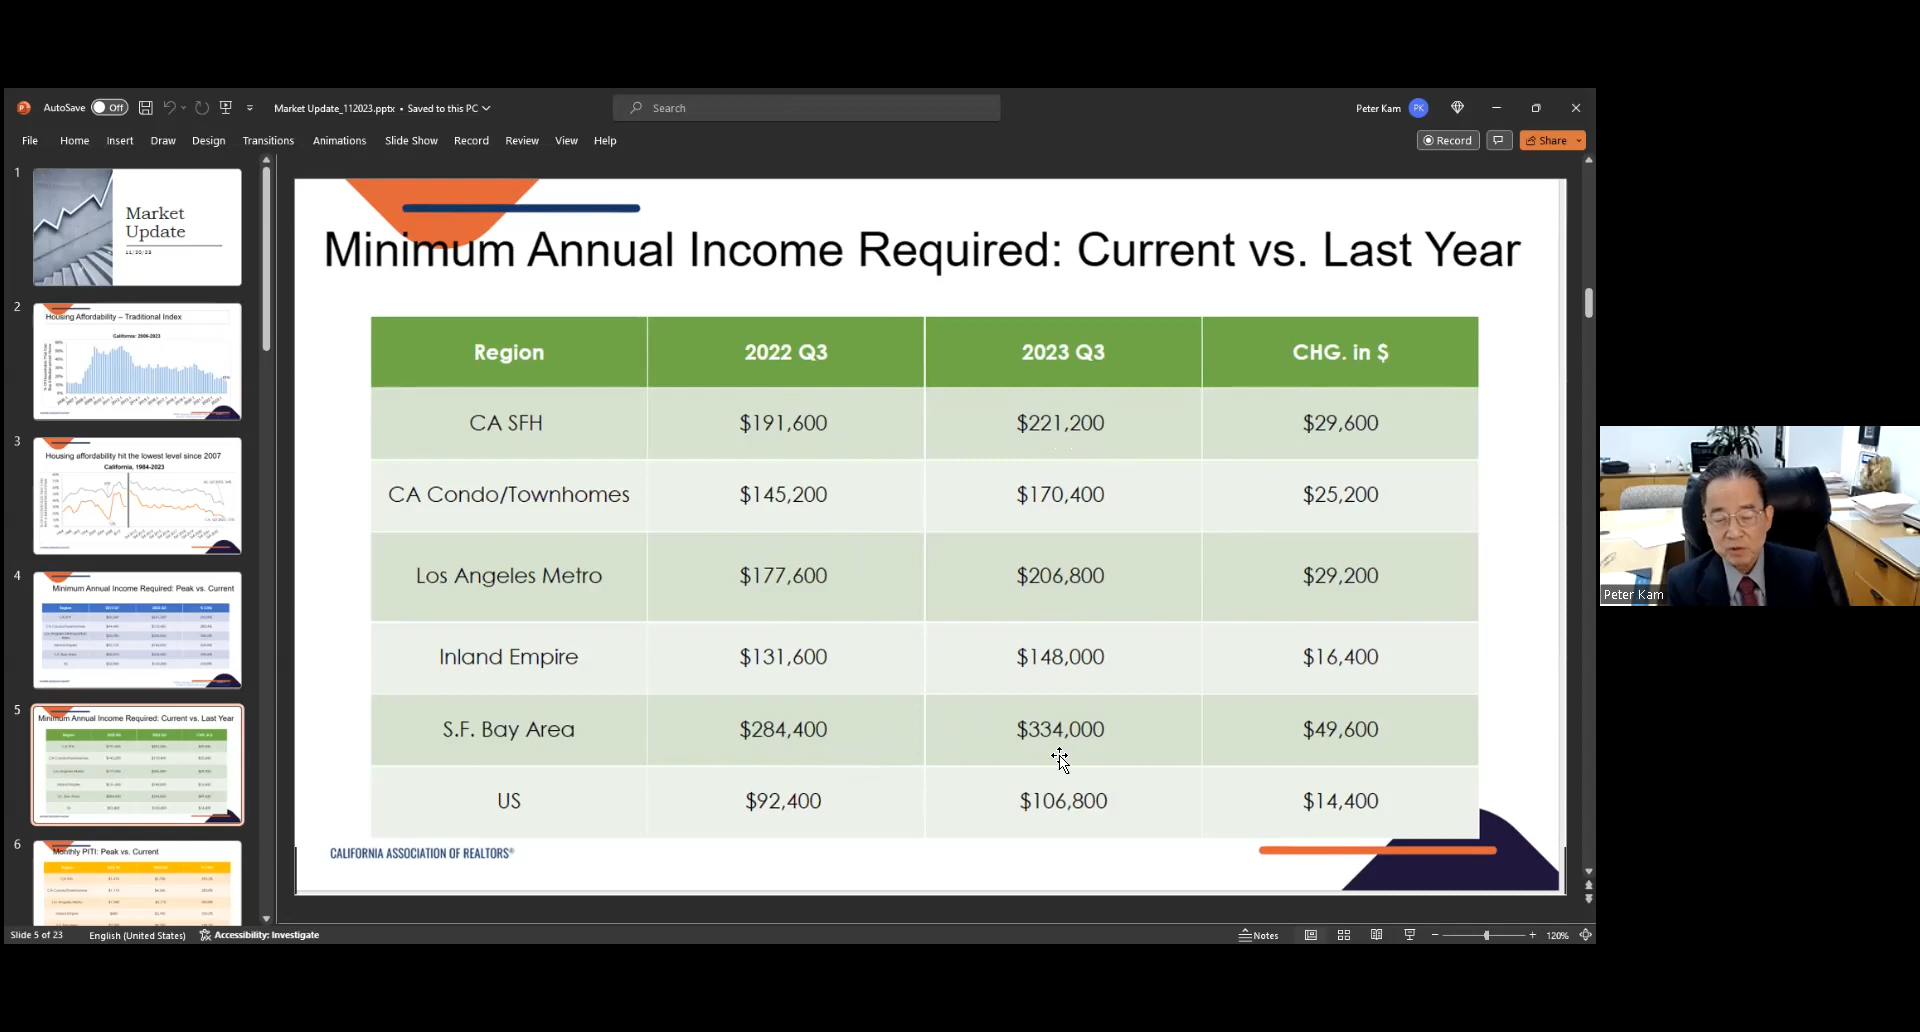 AutoSave Off Market Update_112023.pptx • Saved to this PC Search Peter Kam PK
File Home Insert Draw Design Transitions Animations Slide Show Record Review View Help Record Share
1
Market
Update
11/20/23
2
Housing Affordability – Traditional Index
California: 2006-2023
3
Housing affordability hit the lowest level since 2007
California, 1984-2023
4
Minimum Annual Income Required: Peak vs. Current
5
Minimum Annual Income Required: Current vs. Last Year
6
Monthly PITI: Peak vs. Current
Minimum Annual Income Required: Current vs. Last Year
Region 2022 Q3 2023 Q3 CHG. in $
CA SFH $191,600 $221,200 $29,600
CA Condo/Townhomes $145,200 $170,400 $25,200
Los Angeles Metro $177,600 $206,800 $29,200
Inland Empire $131,600 $148,000 $16,400
S.F. Bay Area $284,400 $334,000 $49,600
US $92,400 $106,800 $14,400
CALIFORNIA ASSOCIATION OF REALTORS®
Peter Kam
Slide 5 of 23 English (United States) Accessibility: Investigate Notes 120%